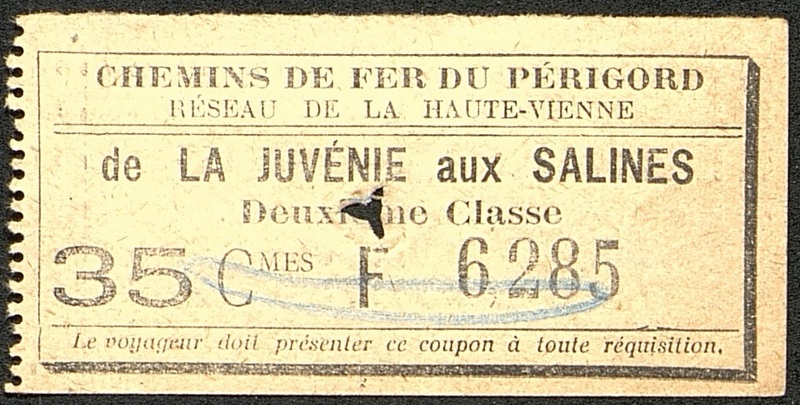 CHEMINS DE FER DU PÉRIGORD
RÉSEAU DE LA HAUTE-VIENNE
de LA JUVÉNIE aux SALINES
Deuxième Classe
35 CMES F 6285
Le voyageur doit présenter ce coupon à toute réquisition.